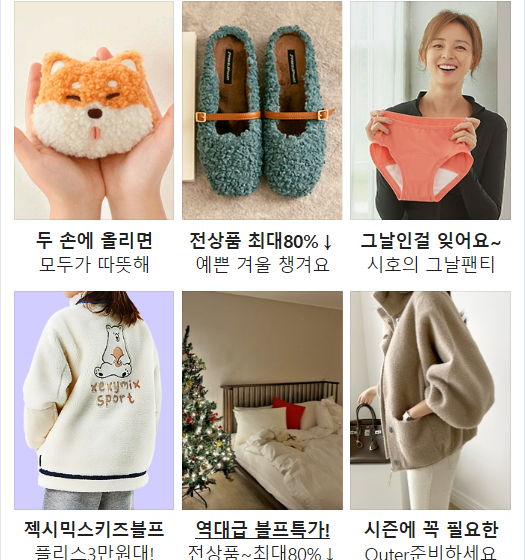 두 손에 올리면
모두가 따뜻해
전상품 최대80%↓
예쁜 겨울 챙겨요
그날인걸 잊어요~
시호의 그날팬티
xexymix
sport
젝시믹스키즈블프
플리스3만원대!
역대급 블프특가!
전상품~최대80%↓
시즌에 꼭 필요한
Outer준비하세요